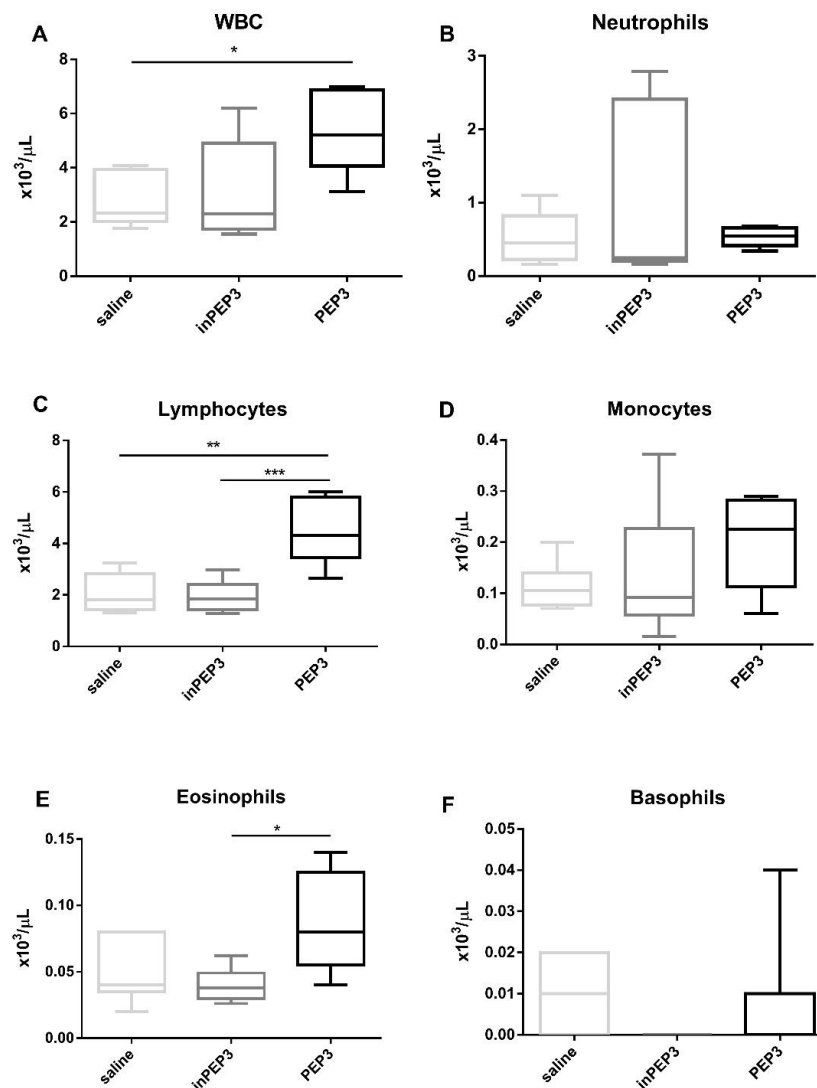 A
WBC
*
8
6
4
2
0
x10³/μL
saline
inPEP3
PEP3
B
Neutrophils
3
2
1
0
x10³/μL
saline
inPEP3
PEP3
C
Lymphocytes
**
***
8
6
4
2
0
x10³/μL
saline
inPEP3
PEP3
D
Monocytes
0.4
0.3
0.2
0.1
0.0
x10³/μL
saline
inPEP3
PEP3
E
Eosinophils
*
0.15
0.10
0.05
0.00
x10³/μL
saline
inPEP3
PEP3
F
Basophils
0.05
0.04
0.03
0.02
0.01
0.00
x10³/μL
saline
inPEP3
PEP3